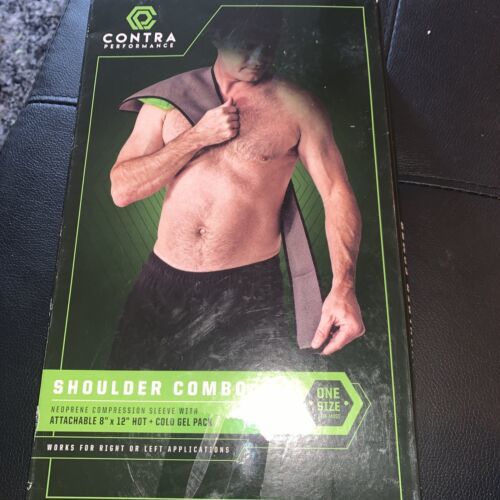 CONTRA
PERFORMANCE
SHOULDER COMBO
NEOPRENE COMPRESSION SLEEVE WITH
ATTACHABLE 8" x 12" HOT + COLD GEL PACK
WORKS FOR RIGHT OR LEFT APPLICATIONS
ONE
SIZE